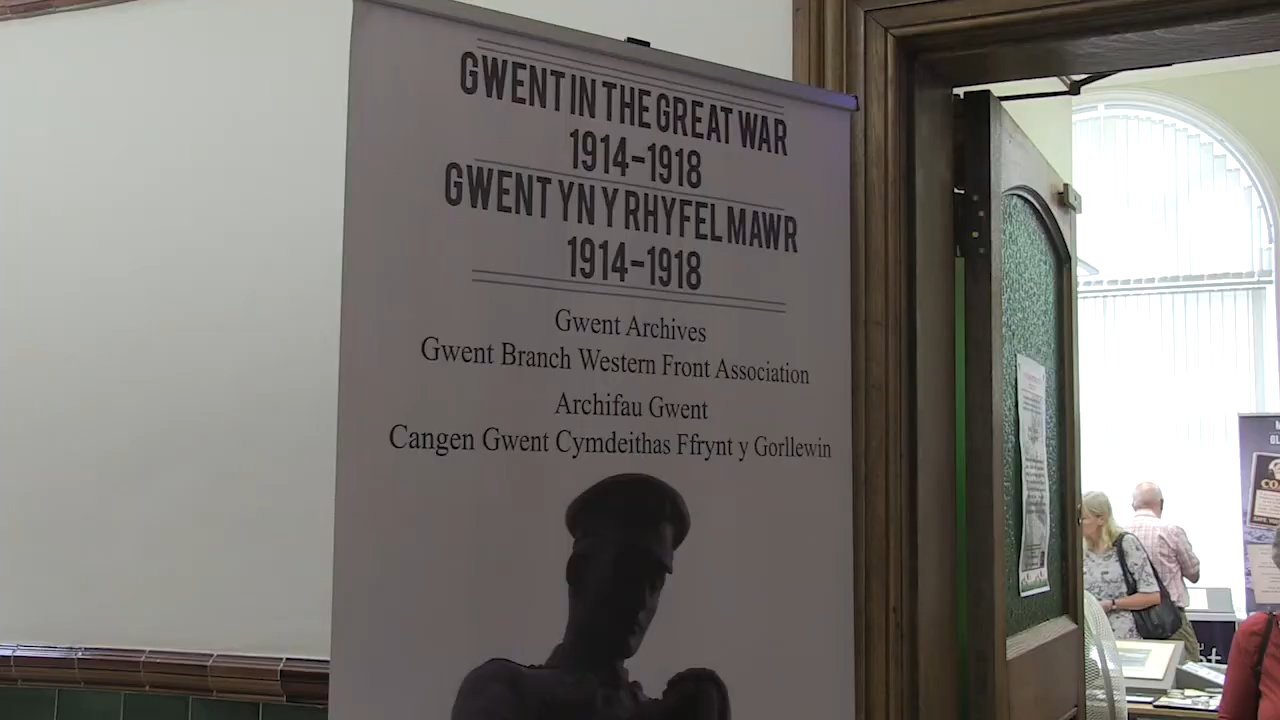 GWENT IN THE GREAT WAR
1914-1918
GWENT YN Y RHYFEL MAWR
1914-1918
Gwent Archives
Gwent Branch Western Front Association
Archifau Gwent
Cangen Gwent Cymdeithas Ffrynt y Gorllewin